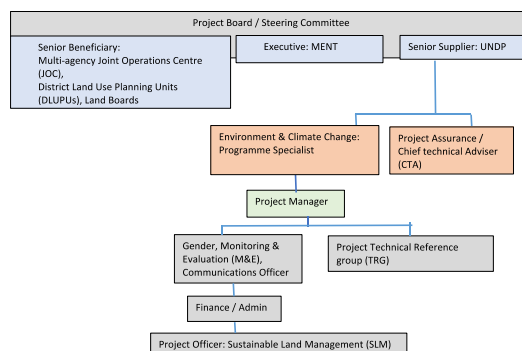 Project Board / Steering Committee
Senior Beneficiary:
Multi-agency Joint Operations Centre
(JOC),
District Land Use Planning Units
(DLUPUs), Land Boards
Executive: MENT
Senior Supplier: UNDP
Environment & Climate Change:
Programme Specialist
Project Assurance /
Chief technical Adviser
(CTA)
Project Manager
Gender, Monitoring &
Evaluation (M&E),
Communications Officer
Project Technical Reference
group (TRG)
Finance / Admin
Project Officer: Sustainable Land Management (SLM)